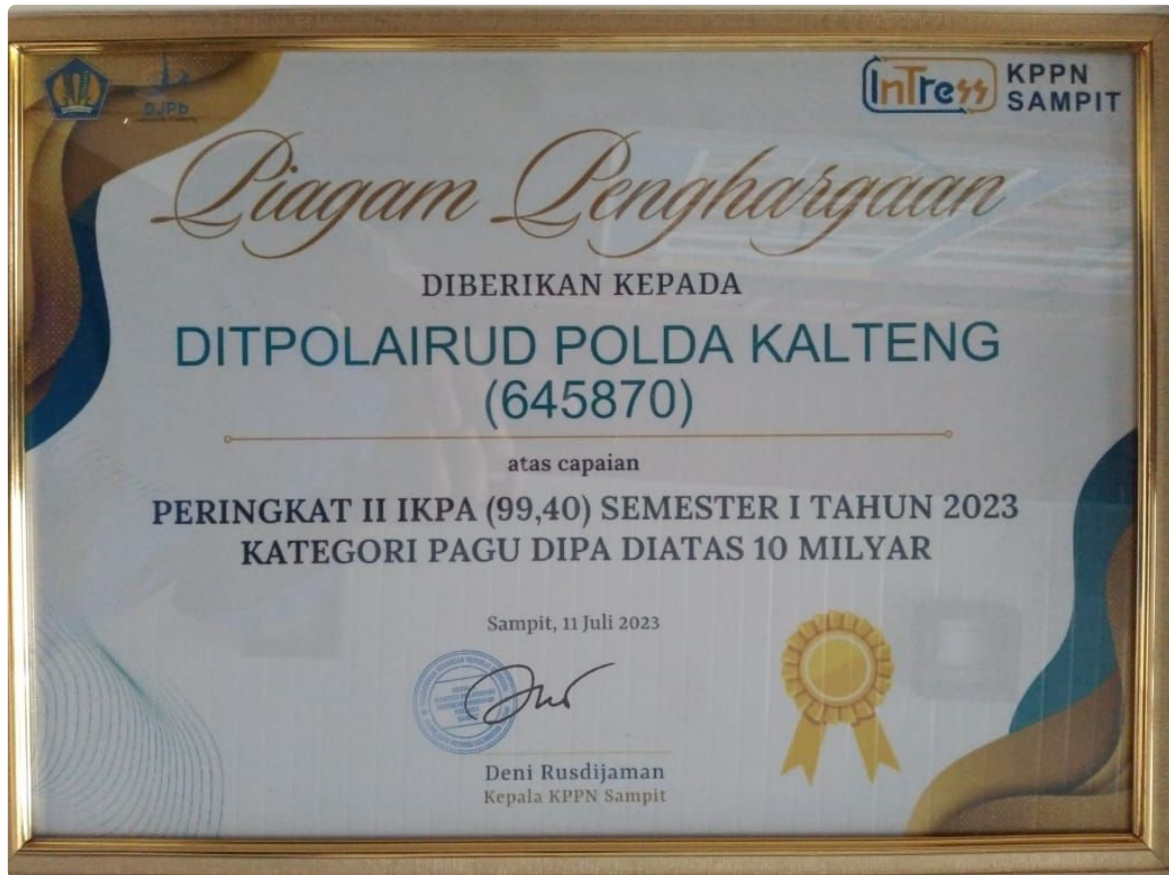 DJPb
InTress KPPN
SAMPIT
Piagam Penghargaan
DIBERIKAN KEPADA
DITPOLAIRUD POLDA KALTENG
(645870)
atas capaian
PERINGKAT II IKPA (99,40) SEMESTER I TAHUN 2023
KATEGORI PAGU DIPA DIATAS 10 MILYAR
Sampit, 11 Juli 2023
Deni Rusdijaman
Kepala KPPN Sampit